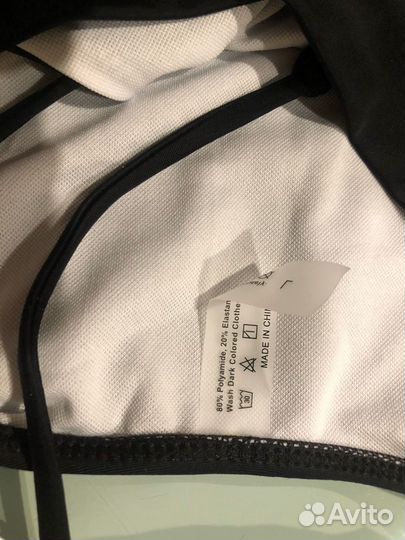 L
80% Polyamide, 20% Elastan
Wash Dark Colored Clothe
30
MADE IN CHI
Avito